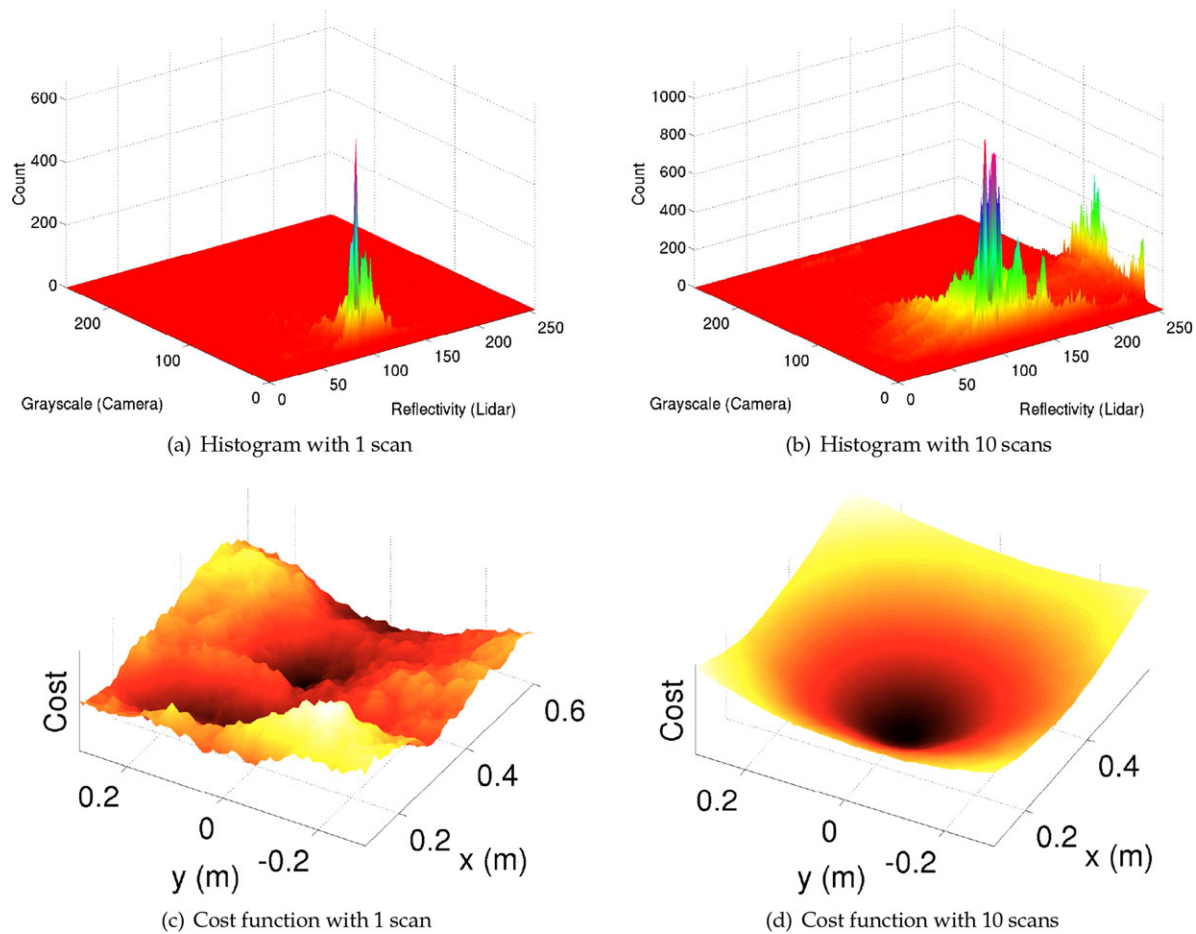 600
400
200
0
Count
200
100
0
Grayscale (Camera)
0
50
100
150
200
250
Reflectivity (Lidar)
(a) Histogram with 1 scan
1000
800
600
400
200
0
Count
200
100
0
Grayscale (Camera)
0
50
100
150
200
250
Reflectivity (Lidar)
(b) Histogram with 10 scans
Cost
0.2
0
-0.2
y (m)
0.2
0.4
0.6
x (m)
(c) Cost function with 1 scan
Cost
0.2
0
-0.2
y (m)
0.2
0.4
x (m)
(d) Cost function with 10 scans